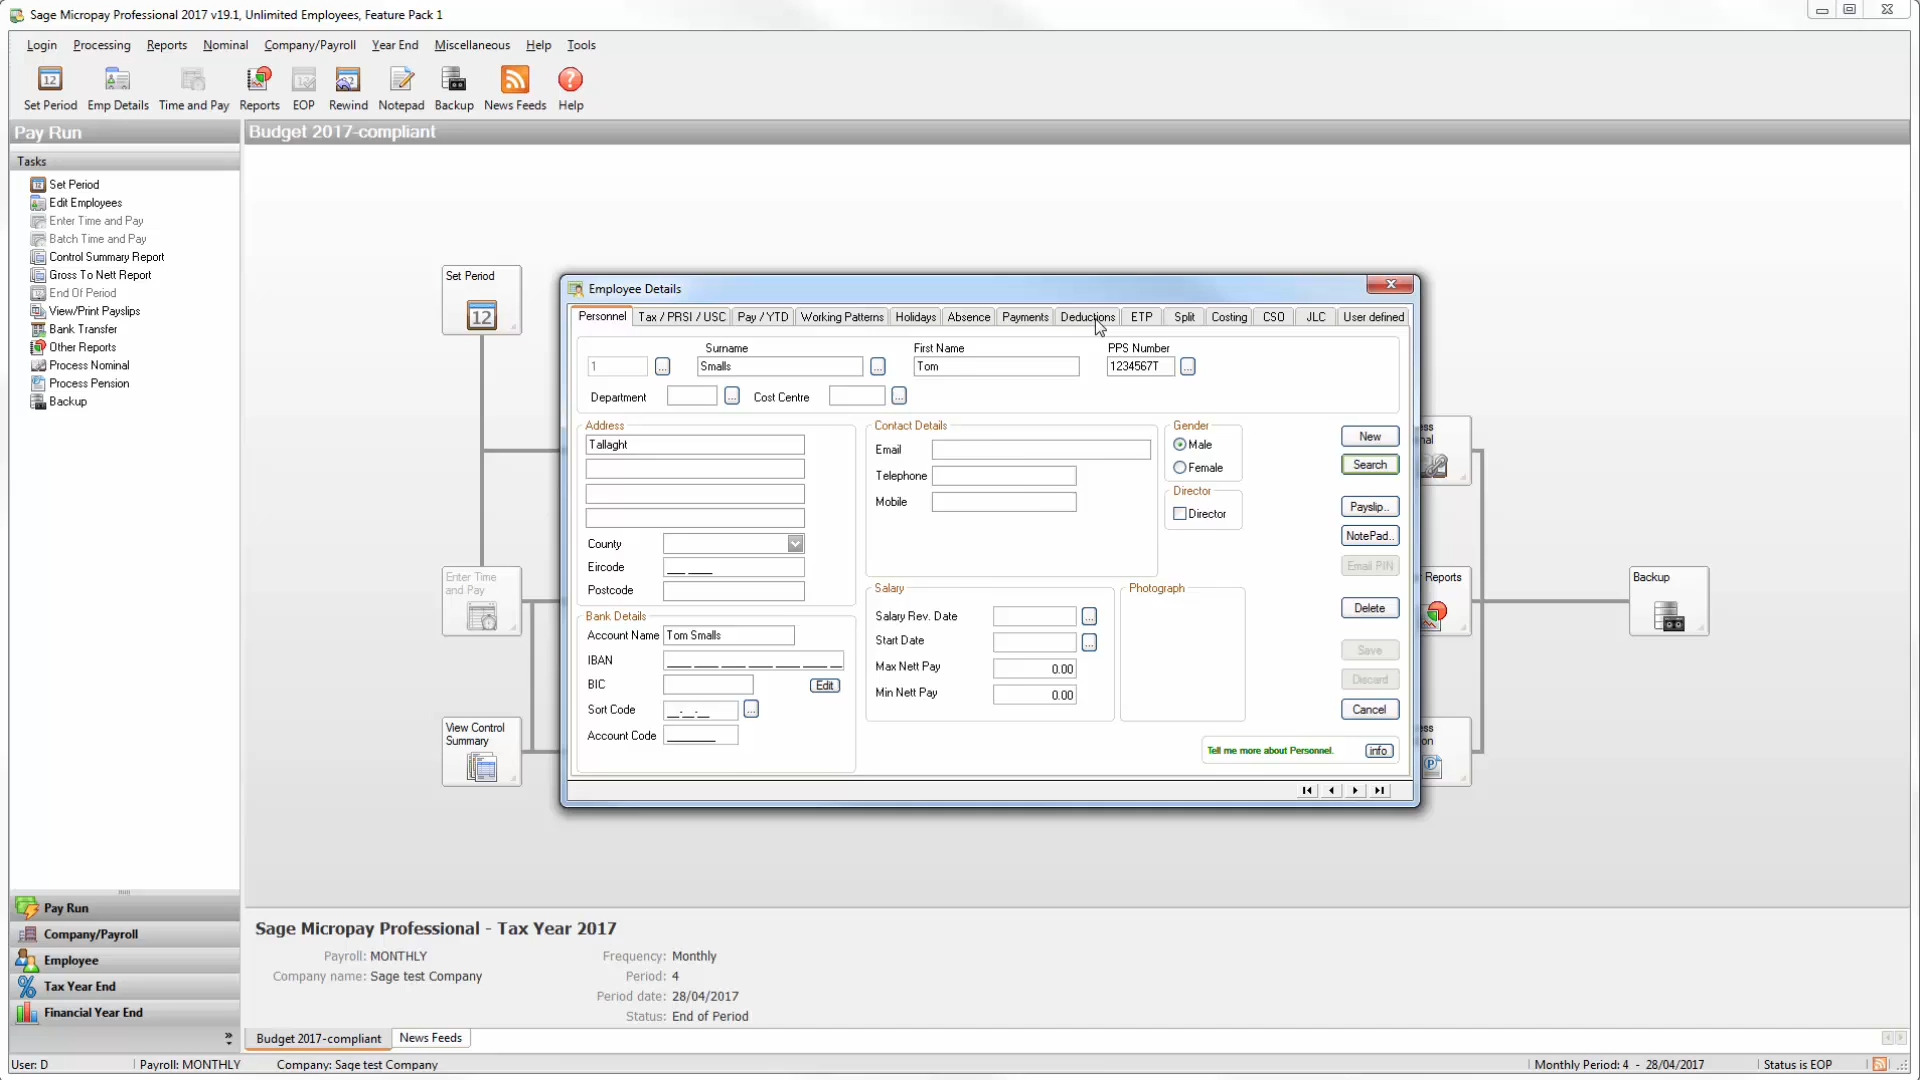 Sage Micropay Professional 2017 v19.1, Unlimited Employees, Feature Pack 1
Login Processing Reports Nominal Company/Payroll Year End Miscellaneous Help Tools
Set Period Emp Details Time and Pay Reports EOP Rewind Notepad Backup News Feeds Help
Pay Run
Budget 2017-compliant
Tasks
Set Period
Edit Employees
Enter Time and Pay
Batch Time and Pay
Control Summary Report
Gross To Nett Report
End Of Period
View/Print Payslips
Bank Transfer
Other Reports
Process Nominal
Process Pension
Backup
Set Period
12
Enter Time
and Pay
View Control
Summary
Employee Details
Personnel Tax / PRSI / USC Pay / YTD Working Patterns Holidays Absence Payments Deductions ETP Split Costing CSO JLC User defined
Surname First Name PPS Number
1 ... Smalls ... Tom 1234567T ...
Department ... Cost Centre ...
Address
Tallaght
County
Eircode
Postcode
Bank Details
Account Name Tom Smalls
IBAN
BIC Edit
Sort Code ...
Account Code
Contact Details
Email
Telephone
Mobile
Gender
Male
Female
Director
Director
Salary
Salary Rev. Date ...
Start Date ...
Max Nett Pay 0.00
Min Nett Pay 0.00
Photograph
New
Search
Payslip..
NotePad..
Email PIN
Delete
Save
Discard
Cancel
Tell me more about Personnel. info
Reports
Backup
Pay Run
Company/Payroll
Employee
Tax Year End
Financial Year End
Sage Micropay Professional - Tax Year 2017
Payroll: MONTHLY Frequency: Monthly
Company name: Sage test Company Period: 4
Period date: 28/04/2017
Status: End of Period
Budget 2017-compliant News Feeds
User: D Payroll: MONTHLY Company: Sage test Company Monthly Period: 4 - 28/04/2017 Status is EOP